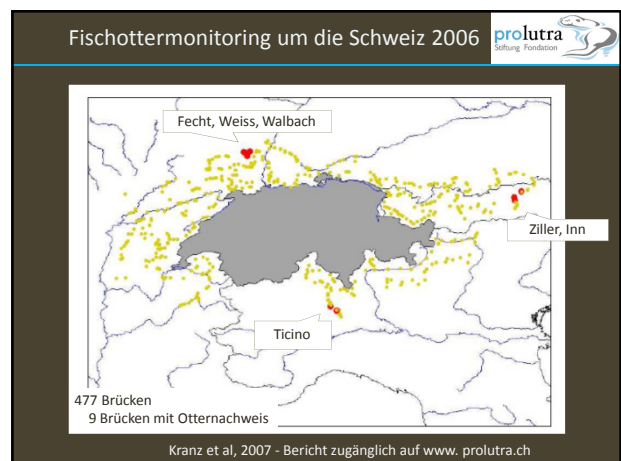 Fischottermonitoring um die Schweiz 2006
prolutra
Stiftung Fondation
Fecht, Weiss, Walbach
Ziller, Inn
Ticino
477 Brücken
9 Brücken mit Otternachweis
Kranz et al, 2007 - Bericht zugänglich auf www. prolutra.ch